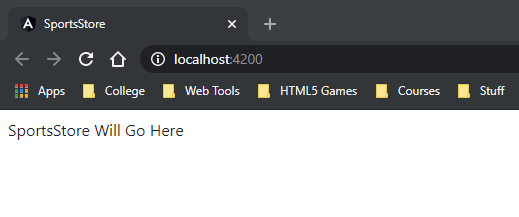 SportsStore
localhost:4200
Apps College Web Tools HTML5 Games Courses Stuff
SportsStore Will Go Here